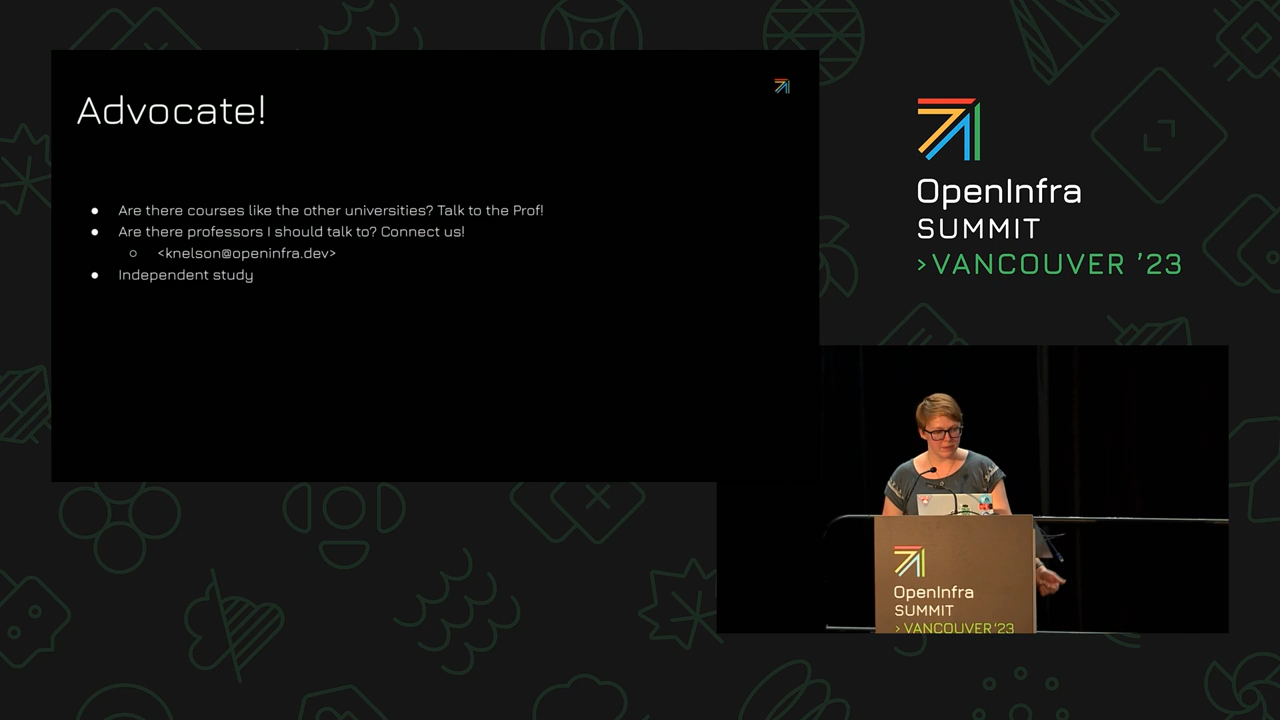 Advocate!
● Are there courses like the other universities? Talk to the Prof!
● Are there professors I should talk to? Connect us!
○ <knelson@openinfra.dev>
● Independent study
OpenInfra
SUMMIT
>VANCOUVER '23
OpenInfra
SUMMIT
> VANCOUVER '23